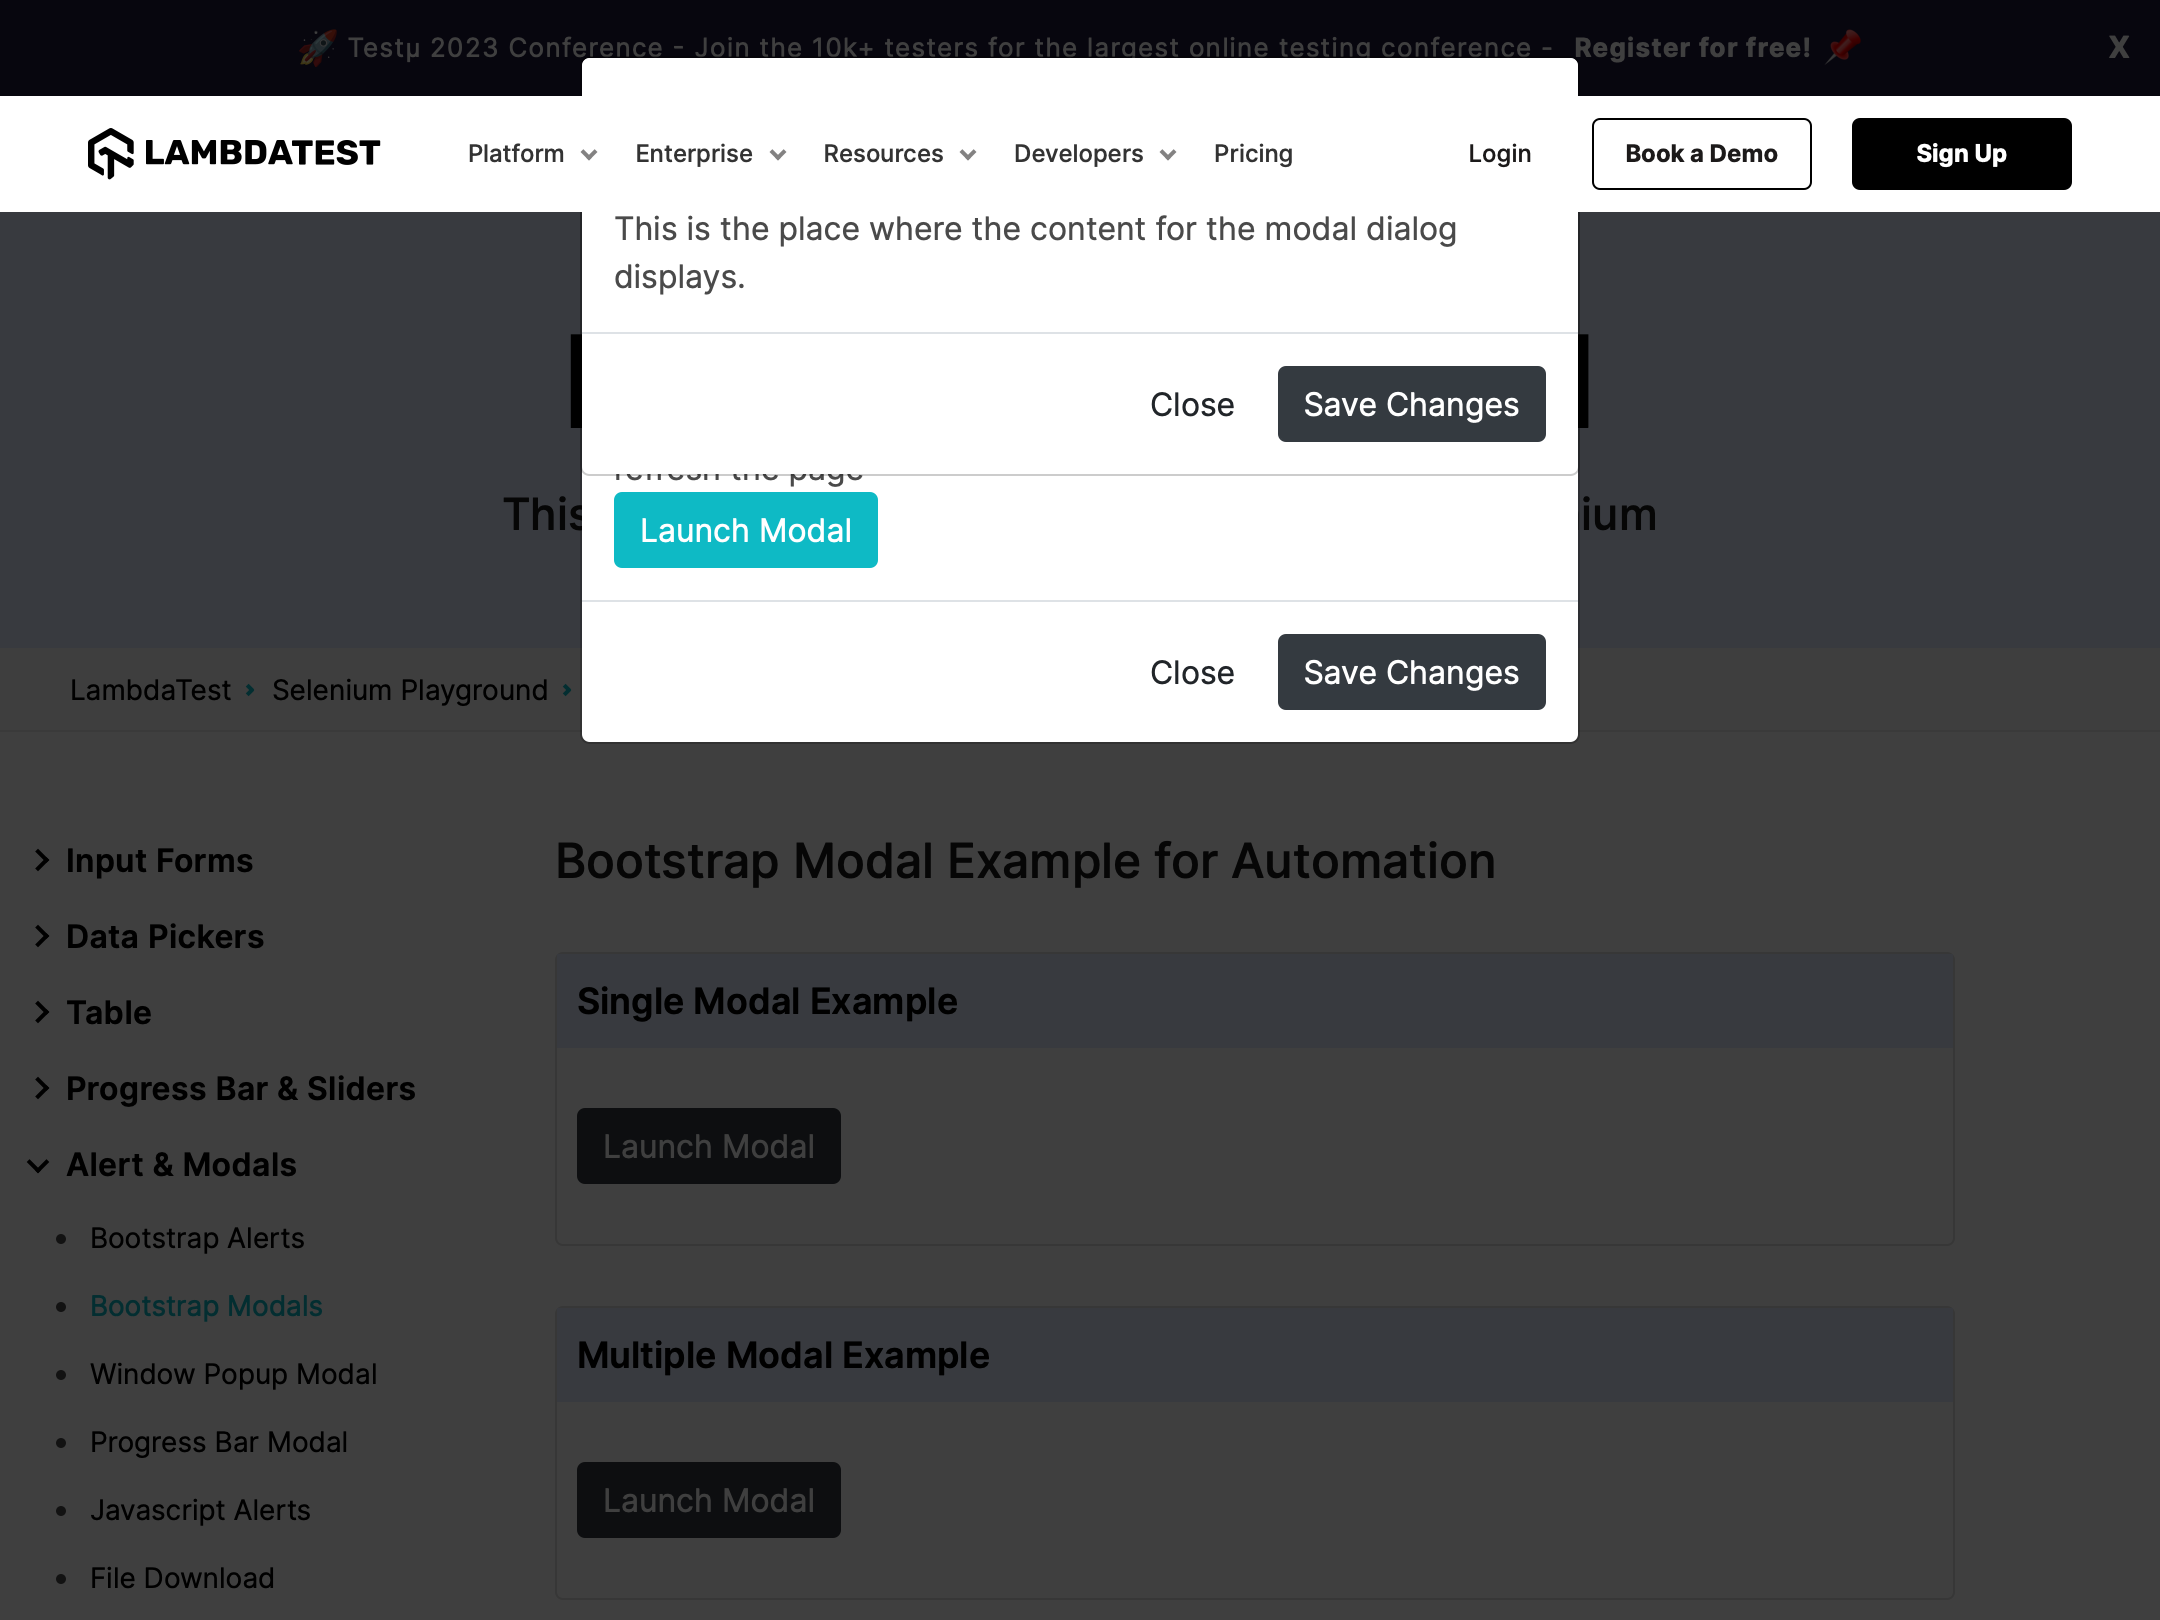 Testμ 2023 Conference - Join the 10k+ testers for the largest online testing conference - Register for free!
X
LAMBDATEST
Platform Enterprise Resources Developers Pricing Login Book a Demo Sign Up
This is the place where the content for the modal dialog
displays.
Close Save Changes
refresh the page
Launch Modal
This
ium
Close Save Changes
LambdaTest Selenium Playground
Input Forms
Data Pickers
Table
Progress Bar & Sliders
Alert & Modals
Bootstrap Alerts
Bootstrap Modals
Window Popup Modal
Progress Bar Modal
Javascript Alerts
File Download
Bootstrap Modal Example for Automation
Single Modal Example
Launch Modal
Multiple Modal Example
Launch Modal